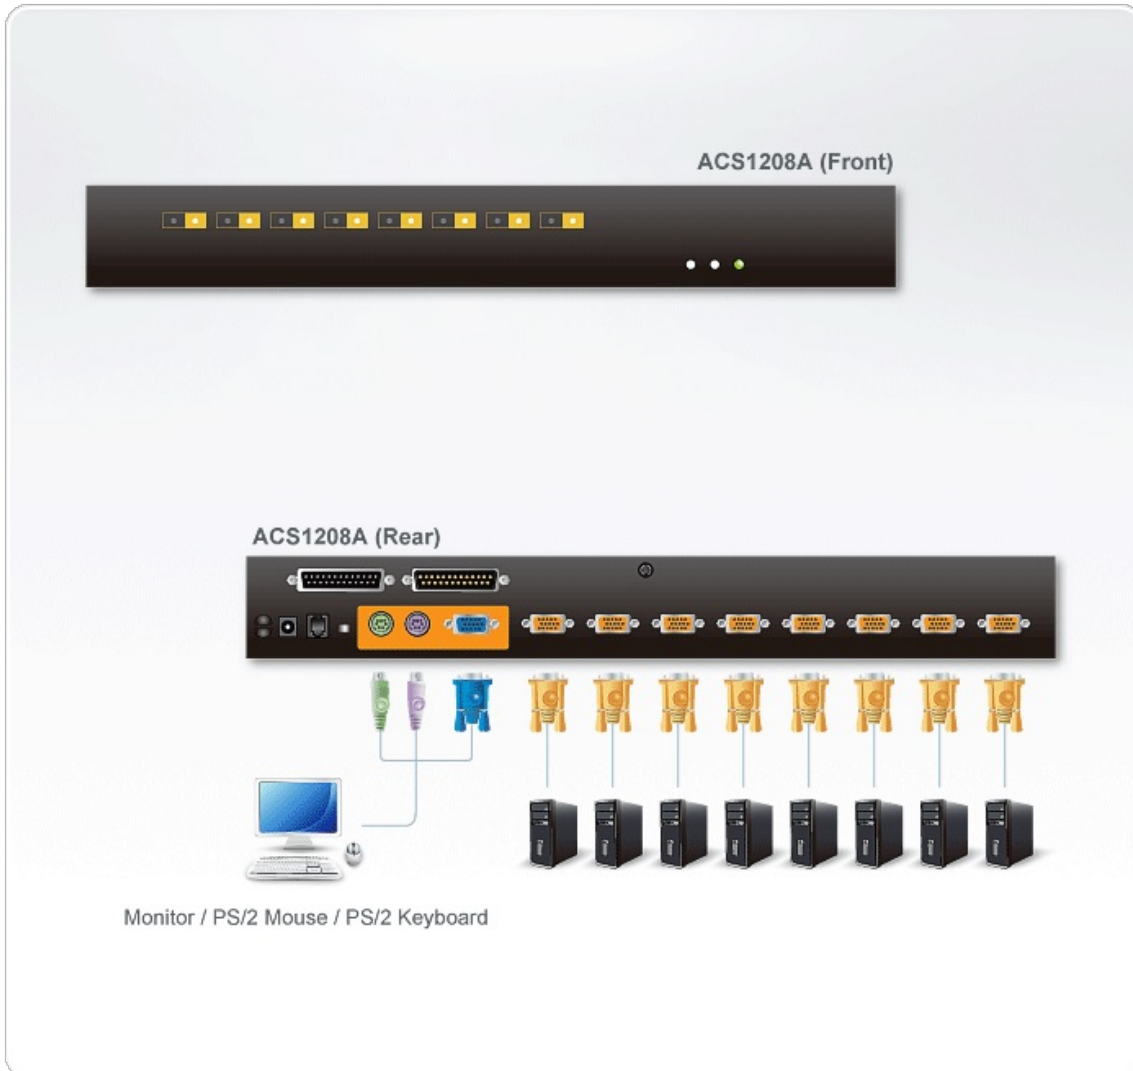 ACS1208A (Front)
ACS1208A (Rear)
Monitor / PS/2 Mouse / PS/2 Keyboard